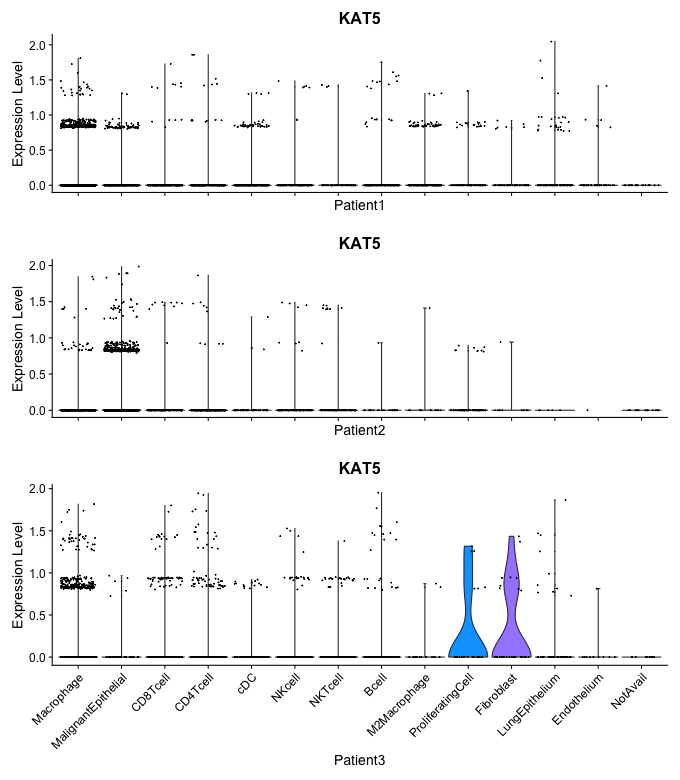 KAT5
Expression Level
2.0
1.5
1.0
0.5
0.0
Patient1
KAT5
Expression Level
2.0
1.5
1.0
0.5
0.0
Patient2
KAT5
Expression Level
2.0
1.5
1.0
0.5
0.0
Macrophage
MalignantEpithelial
CD8Tcell
CD4Tcell
cDC
NKcell
NKTcell
Bcell
M2Macrophage
ProliferatingCell
Fibroblast
LungEpithelium
Endothelium
NotAvail
Patient3